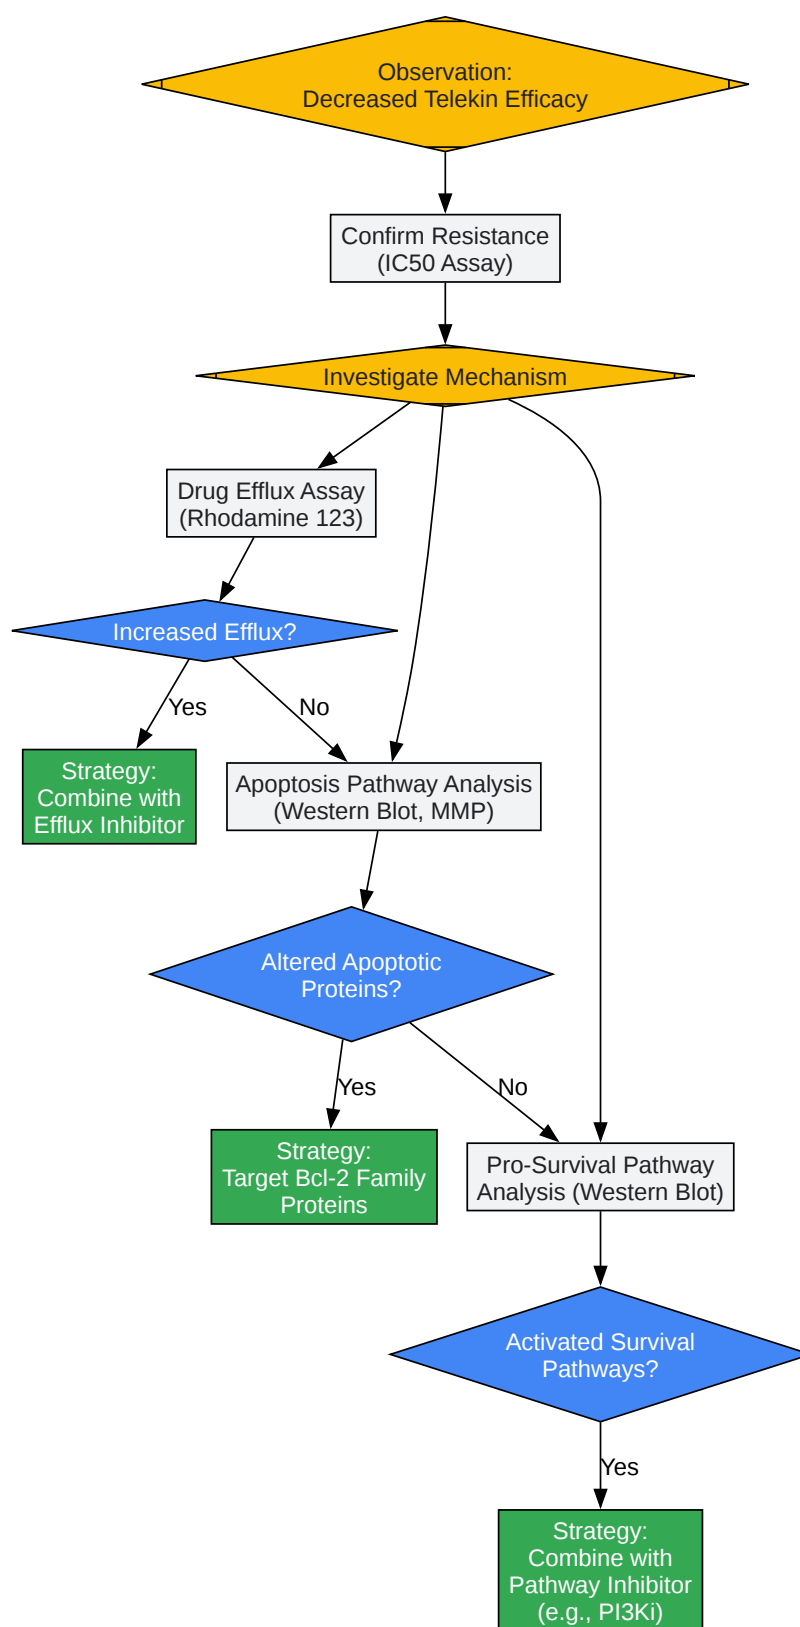 Observation:
Decreased Telekin Efficacy
Confirm Resistance
(IC50 Assay)
Investigate Mechanism
Drug Efflux Assay
(Rhodamine 123)
Increased Efflux?
Yes
No
Strategy:
Combine with
Efflux Inhibitor
Apoptosis Pathway Analysis
(Western Blot, MMP)
Altered Apoptotic
Proteins?
Yes
No
Strategy:
Target Bcl-2 Family
Proteins
Pro-Survival Pathway
Analysis (Western Blot)
Activated Survival
Pathways?
Yes
Strategy:
Combine with
Pathway Inhibitor
(e.g., PI3Ki)